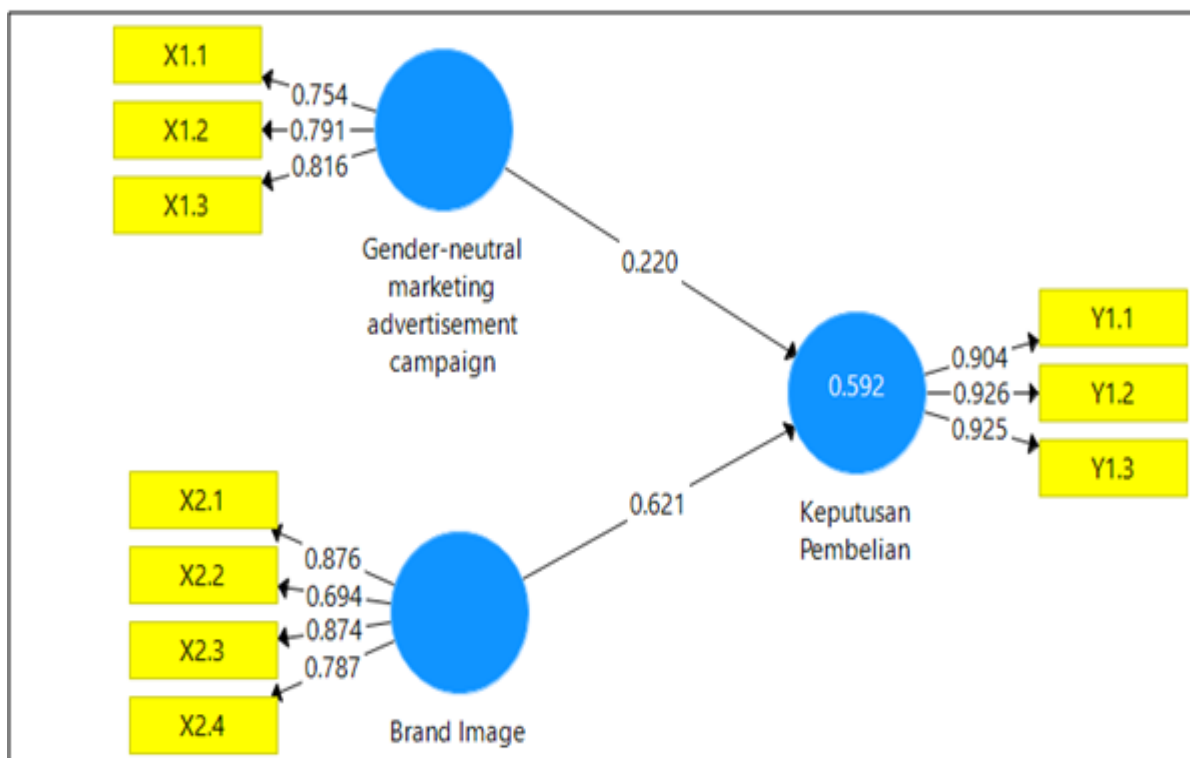 X1.1
X1.2
X1.3
0.754
0.791
0.816
Gender-neutral
marketing
advertisement
campaign
0.220
0.592
Keputusan
Pembelian
0.904
0.926
0.925
Y1.1
Y1.2
Y1.3
X2.1
X2.2
X2.3
X2.4
0.876
0.694
0.874
0.787
Brand Image
0.621